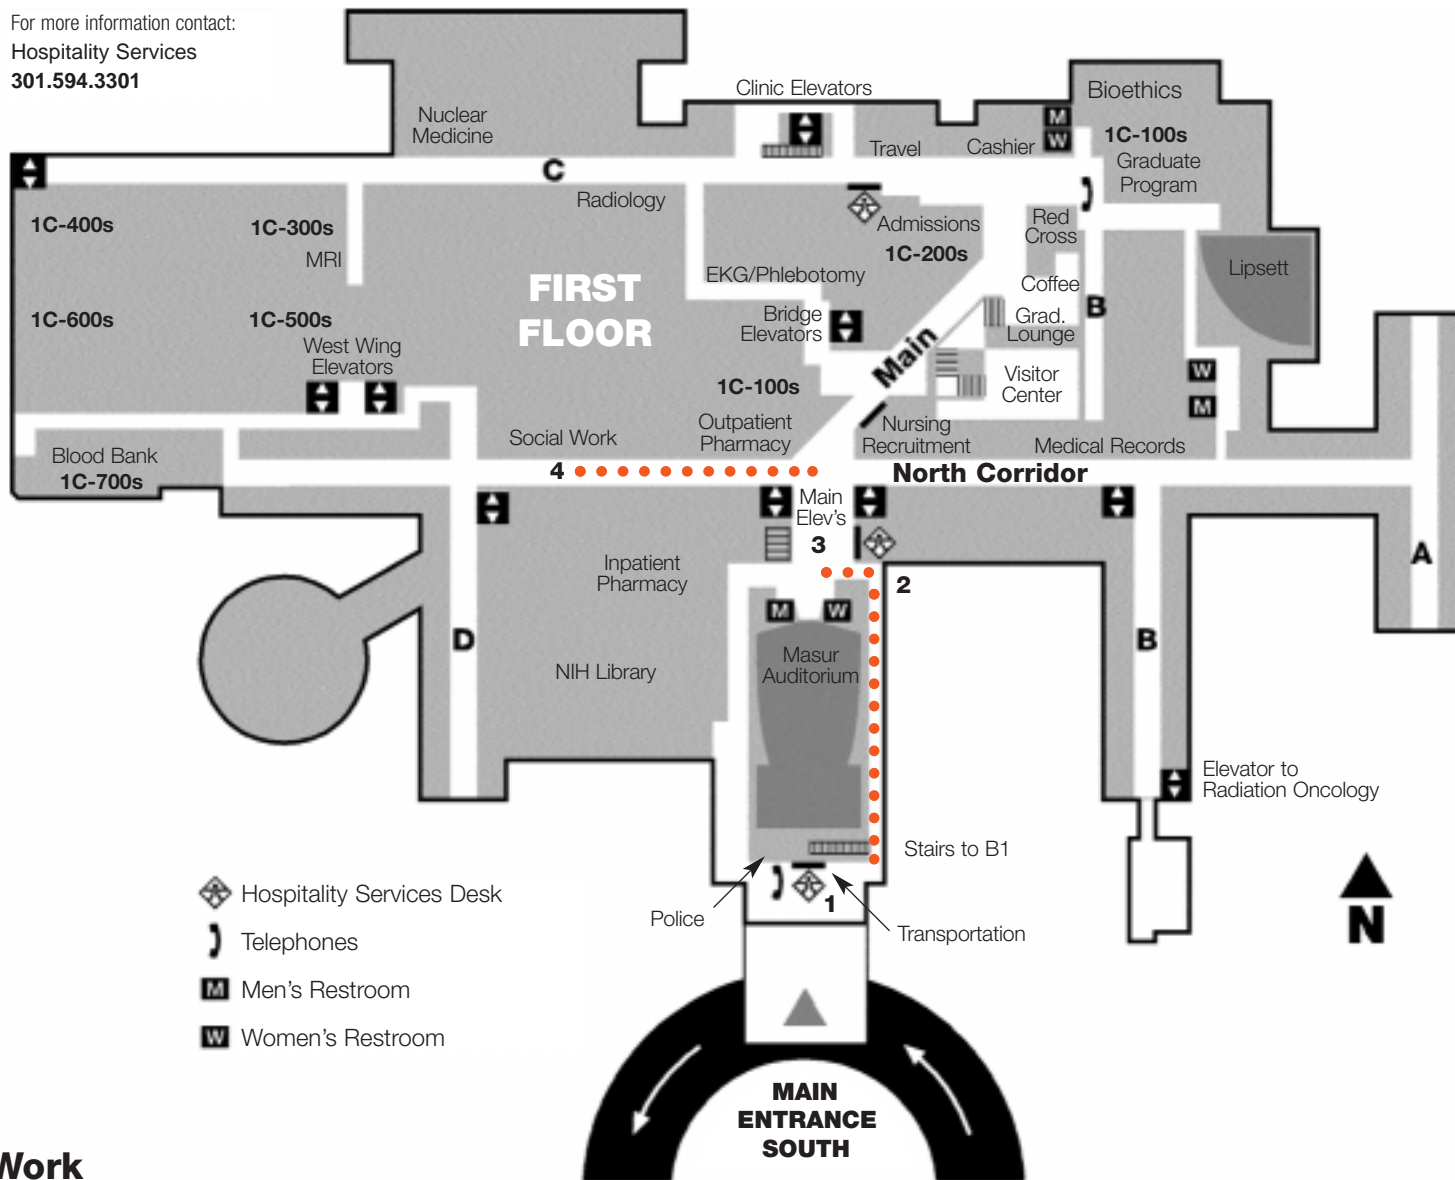 For more information contact:
Hospitality Services
301.594.3301
Clinic Elevators
Bioethics
Nuclear
Medicine
M
W
1C-100s
Travel
Cashier
Graduate
Program
C
Radiology
1C-400s
1C-300s
MRI
Admissions
1C-200s
Red
Cross
Lipsett
EKG/Phlebotomy
FIRST
FLOOR
Coffee
B
1C-600s
1C-500s
Bridge
Elevators
Grad.
Lounge
Main
West Wing
Elevators
1C-100s
Visitor
Center
W
M
Outpatient
Pharmacy
Nursing
Recruitment
Social Work
Medical Records
Blood Bank
1C-700s
4
North Corridor
Main
Elev's
3
A
Inpatient
Pharmacy
2
M
W
D
B
Masur
Auditorium
NIH Library
Elevator to
Radiation Oncology
Stairs to B1
Hospitality Services Desk
1
Police
Transportation
N
Telephones
M Men's Restroom
W Women's Restroom
MAIN
ENTRANCE
SOUTH
Work